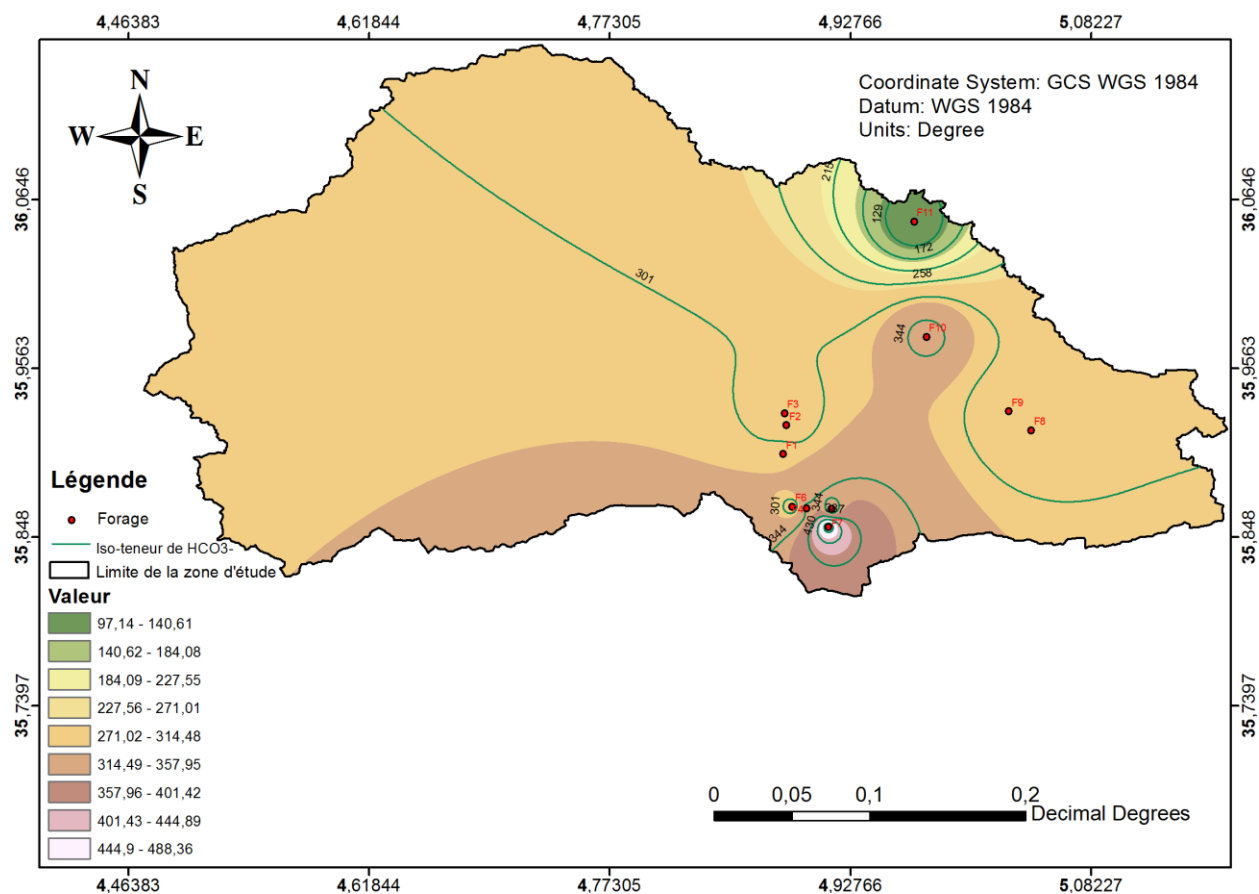 4,46383 4,61844 4,77305 4,92766 5,08227
N
W E
S
Coordinate System: GCS WGS 1984
Datum: WGS 1984
Units: Degree
36,0646 36,0646
215
129
F11
172
258
301
344
F10
35,9563 35,9563
F3
F2
F9
F8
F1
F6
301
344
344
430
35,848 35,848
Légende
Forage
Iso-teneur de HCO3-
Limite de la zone d'étude
Valeur
97,14 - 140,61
140,62 - 184,08
184,09 - 227,55
227,56 - 271,01
271,02 - 314,48
314,49 - 357,95
357,96 - 401,42
401,43 - 444,89
444,9 - 488,36
35,7397 35,7397
0 0,05 0,1 0,2
Decimal Degrees
4,46383 4,61844 4,77305 4,92766 5,08227